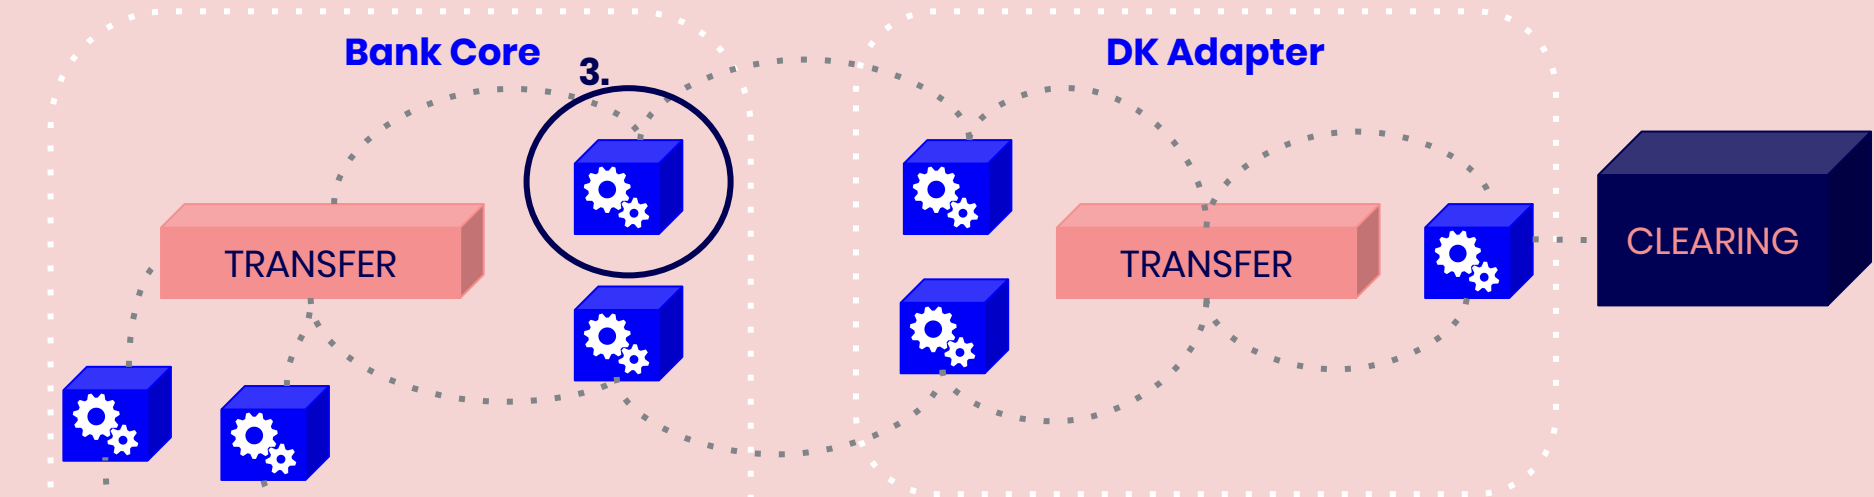 Bank Core
DK Adapter
3.
TRANSFER
TRANSFER
CLEARING